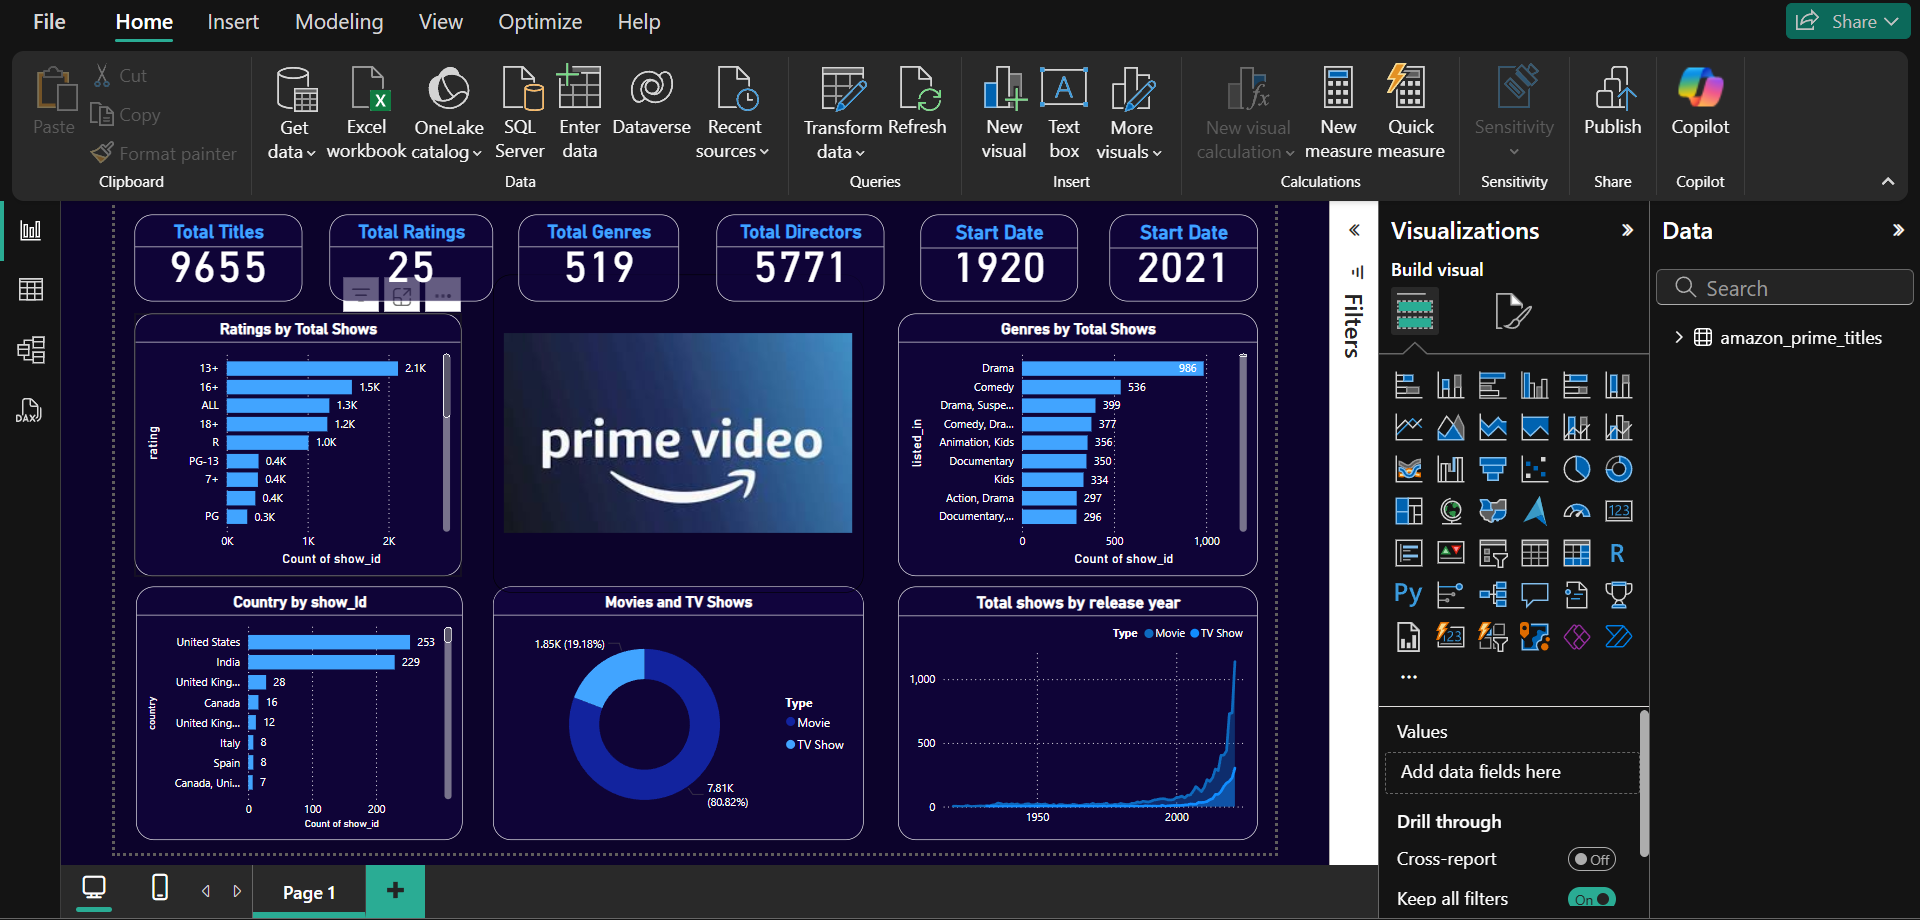 File Home Insert Modeling View Optimize Help
Share
Paste
Cut
Copy
Format painter
Clipboard
Get
data
Excel
workbook
OneLake
catalog
SQL
Server
Enter
data
Dataverse
Recent
sources
Data
Transform
data
Refresh
Queries
New
visual
Text
box
More
visuals
Insert
New visual
calculation
New
measure
Quick
measure
Calculations
Sensitivity
Sensitivity
Publish
Share
Copilot
Copilot
DAX
Total Titles
9655
Total Ratings
25
Total Genres
519
Total Directors
5771
Start Date
1920
Start Date
2021
Ratings by Total Shows
rating
13+ 2.1K
16+ 1.5K
ALL 1.3K
18+ 1.2K
R 1.0K
PG-13 0.4K
7+ 0.4K
0.4K
PG 0.3K
0K 1K 2K
Count of show_id
prime video
Genres by Total Shows
listed_in
Drama 986
Comedy 536
Drama, Suspe... 399
Comedy, Dra... 377
Animation, Kids 356
Documentary 350
Kids 334
Action, Drama 297
Documentary,... 296
0 500 1,000
Count of show_id
Country by show_Id
country
United States 253
India 229
United King... 28
Canada 16
United King... 12
Italy 8
Spain 8
Canada, Uni... 7
0 100 200
Count of show_id
Movies and TV Shows
1.85K (19.18%)
7.81K
(80.82%)
Type
Movie
TV Show
Total shows by release year
Type Movie TV Show
1,000
500
0
1950 2000
Filters
Visualizations
Build visual
123
R
Py
123
Values
Add data fields here
Drill through
Cross-report
Off
Keep all filters
On
Data
Search
amazon_prime_titles
Page 1